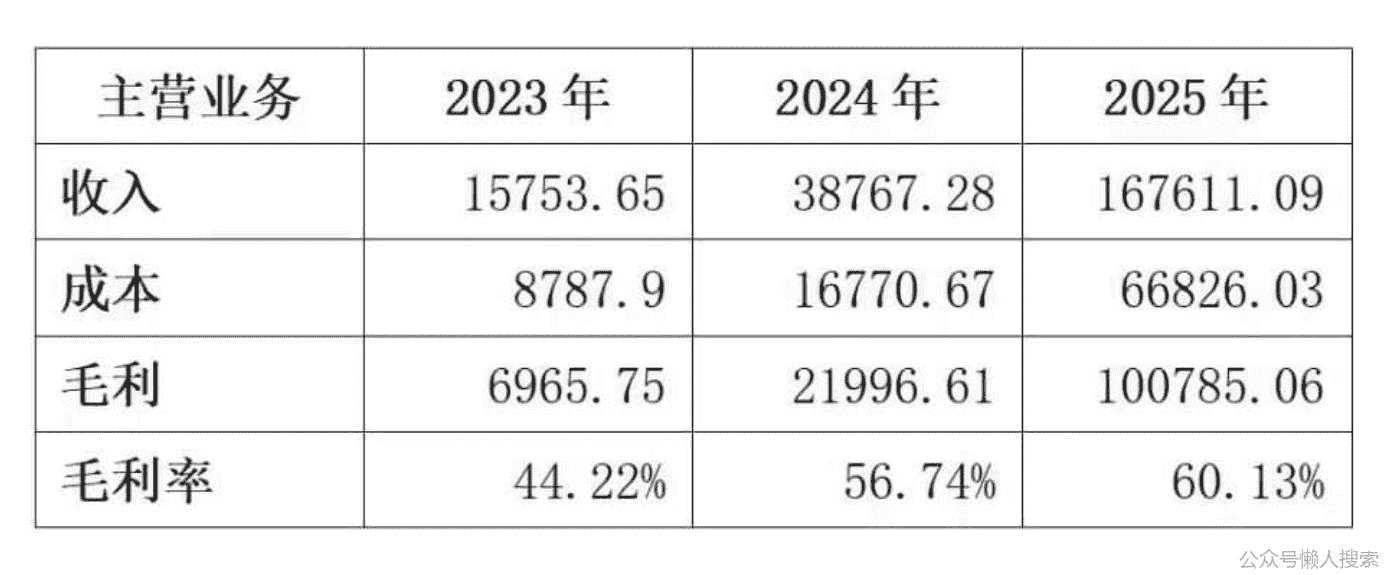 主营业务 2023 年 2024 年 2025 年
收入 15753.65 38767.28 167611.09
成本 8787.9 16770.67 66826.03
毛利 6965.75 21996.61 100785.06
毛利率 44.22% 56.74% 60.13%
公众号懒人搜索